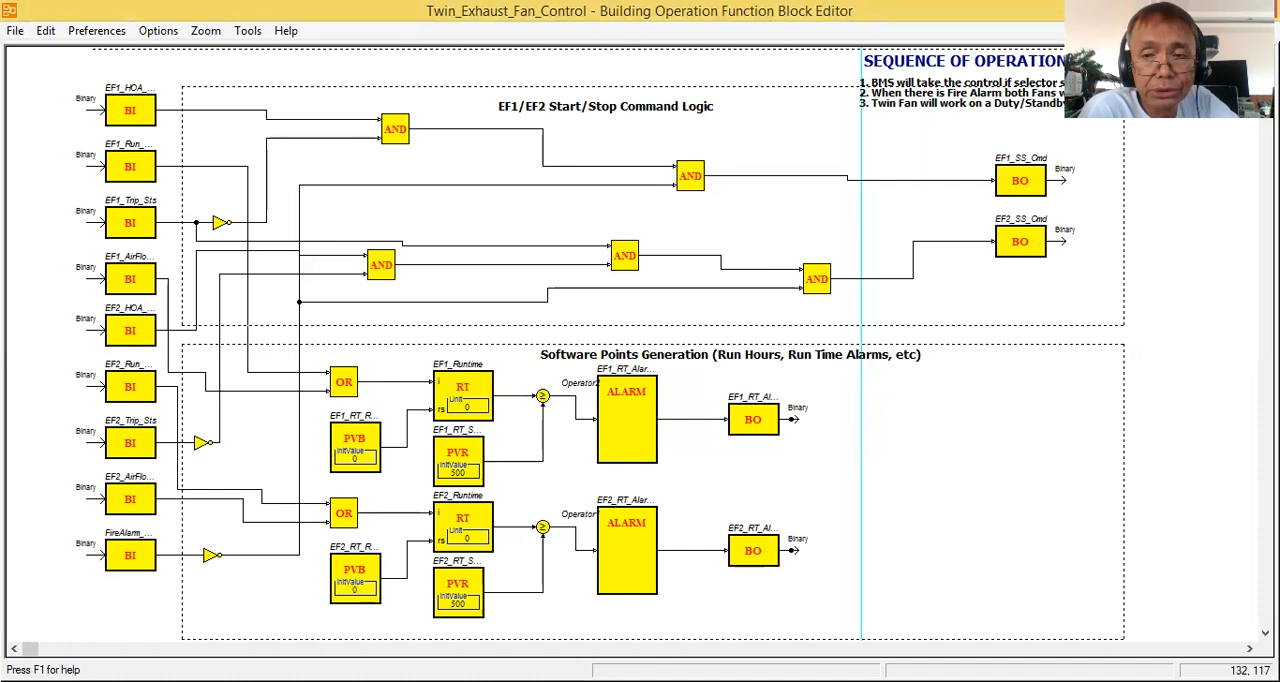 Twin_Exhaust_Fan_Control - Building Operation Function Block Editor
File Edit Preferences Options Zoom Tools Help
SEQUENCE OF OPERATION
1. BMS will take the control if selector s
2. When there is Fire Alarm both Fans w
3. Twin Fan will work on a Duty/Standb
EF1/EF2 Start/Stop Command Logic
EF1_HOA_...
Binary
BI
AND
EF1_Run_...
Binary
BI
AND
EF1_SS_Cmd
Binary
BO
EF1_Trip_Sts
Binary
BI
EF2_SS_Cmd
Binary
BO
EF1_AirFlo...
Binary
BI
AND
AND
AND
EF2_HOA_...
Binary
BI
Software Points Generation (Run Hours, Run Time Alarms, etc)
EF2_Run_...
Binary
BI
OR
EF1_Runtime
i
RT
Unit
0
rs
≥
Operator2
EF1_RT_Alar...
ALARM
EF1_RT_Al...
Binary
BO
EF1_RT_R...
PVB
InitValue
0
EF1_RT_S...
PVR
InitValue
500
EF2_Trip_Sts
Binary
BI
EF2_AirFlo...
Binary
BI
OR
EF2_Runtime
i
RT
Unit
0
rs
≥
Operator
EF2_RT_Alar...
ALARM
EF2_RT_Al...
Binary
BO
FireAlarm_...
Binary
BI
EF2_RT_R...
PVB
InitValue
0
EF2_RT_S...
PVR
InitValue
500
Press F1 for help
132, 117